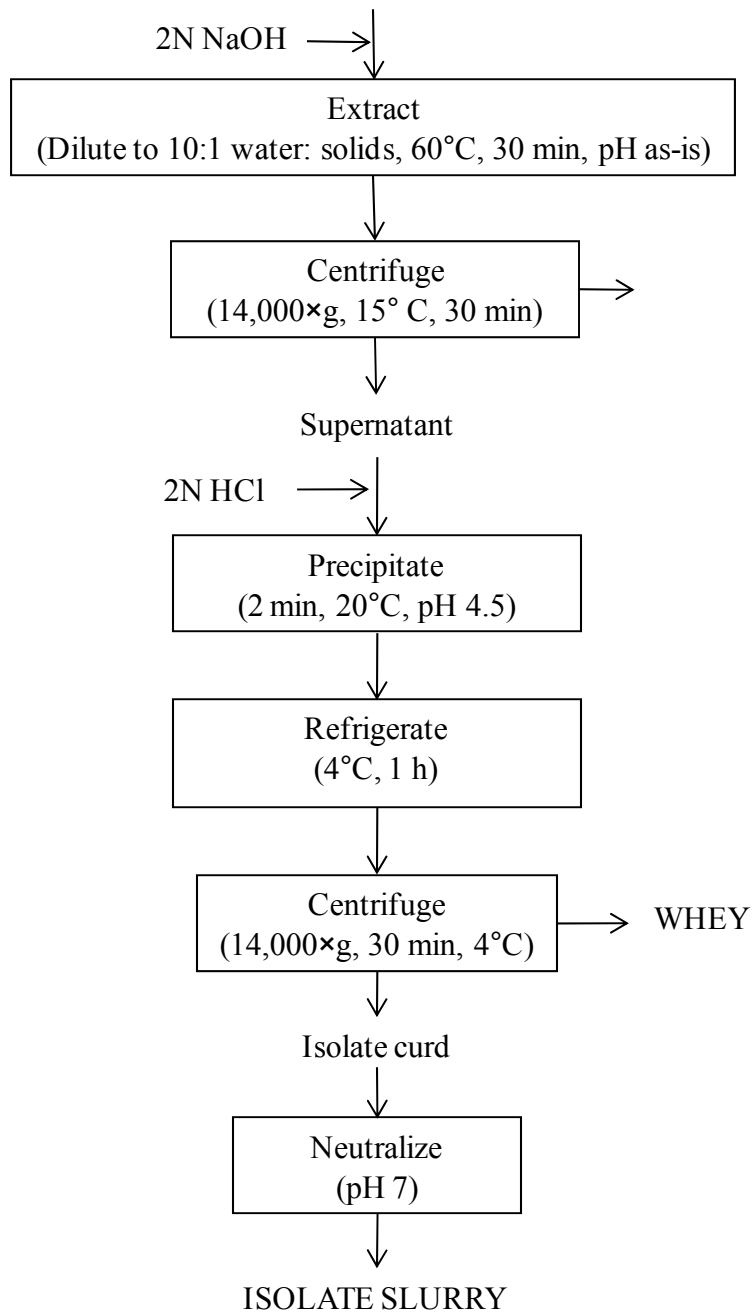 2N NaOH
Extract
(Dilute to 10:1 water: solids, 60°C, 30 min, pH as-is)
Centrifuge
(14,000×g, 15° C, 30 min)
Supernatant
2N HCl
Precipitate
(2 min, 20°C, pH 4.5)
Refrigerate
(4°C, 1 h)
Centrifuge
(14,000×g, 30 min, 4°C)
WHEY
Isolate curd
Neutralize
(pH 7)
ISOLATE SLURRY